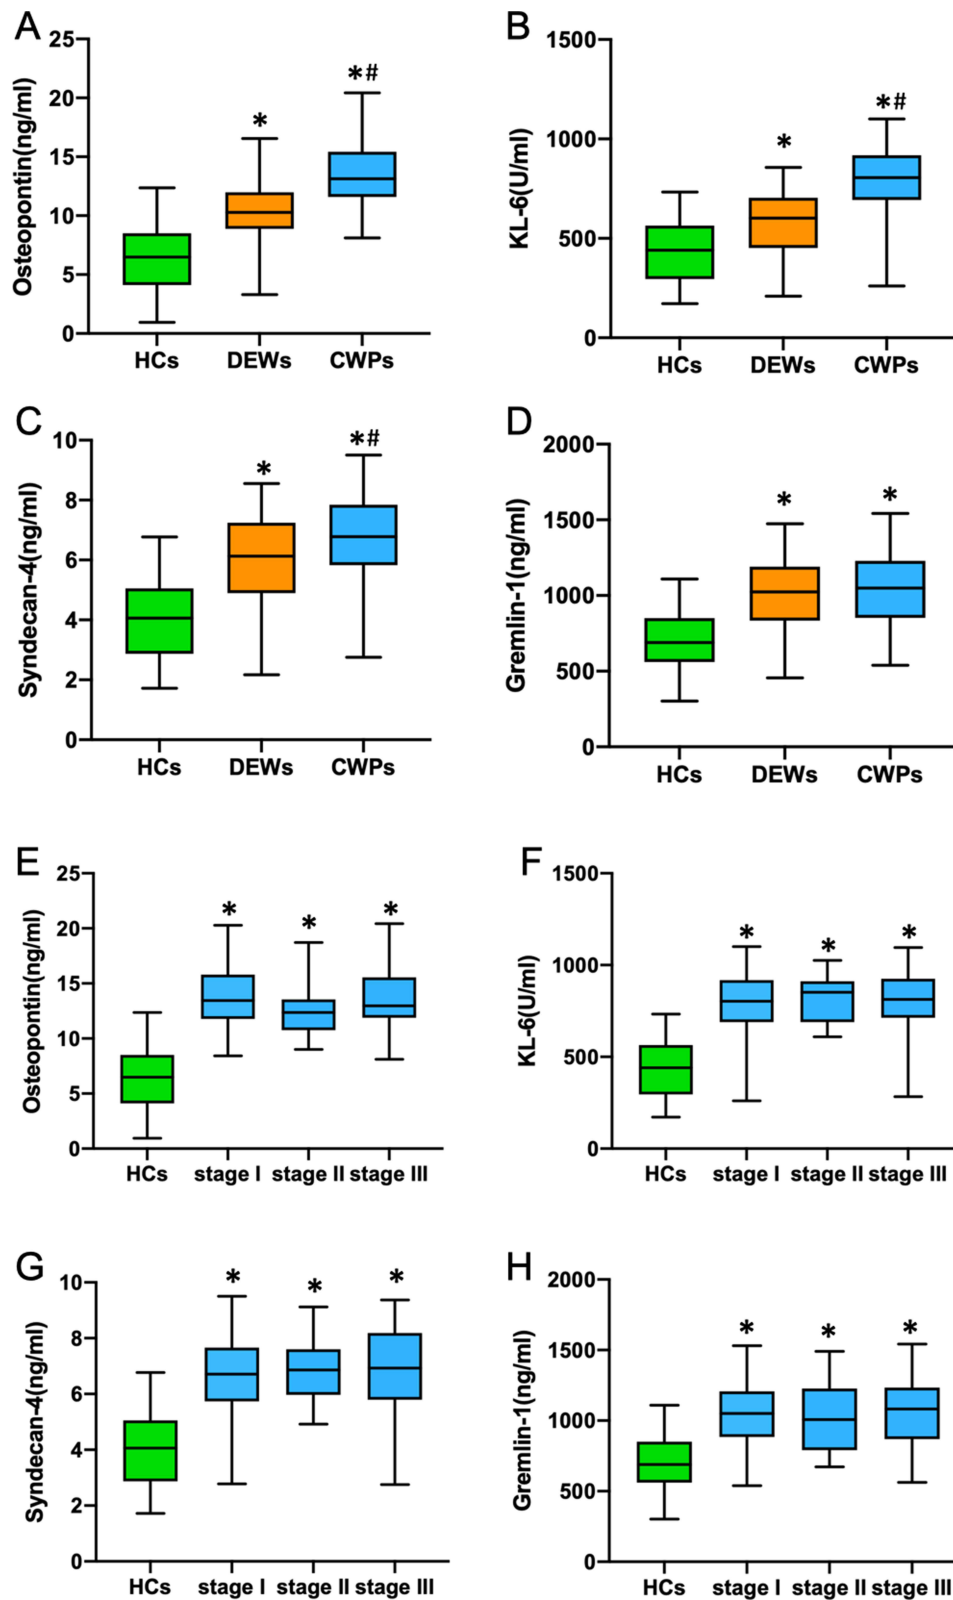 A
Osteopontin(ng/ml)
25
20
15
10
5
0
*
*#
HCs DEWs CWPs
B
KL-6(U/ml)
1500
1000
500
0
*
*#
HCs DEWs CWPs
C
Syndecan-4(ng/ml)
10
8
6
4
2
0
*
*#
HCs DEWs CWPs
D
Gremlin-1(ng/ml)
2000
1500
1000
500
0
*
*
HCs DEWs CWPs
E
Osteopontin(ng/ml)
25
20
15
10
5
0
*
*
*
HCs stage I stage II stage III
F
KL-6(U/ml)
1500
1000
500
0
*
*
*
HCs stage I stage II stage III
G
Syndecan-4(ng/ml)
10
8
6
4
2
0
*
*
*
HCs stage I stage II stage III
H
Gremlin-1(ng/ml)
2000
1500
1000
500
0
*
*
*
HCs stage I stage II stage III